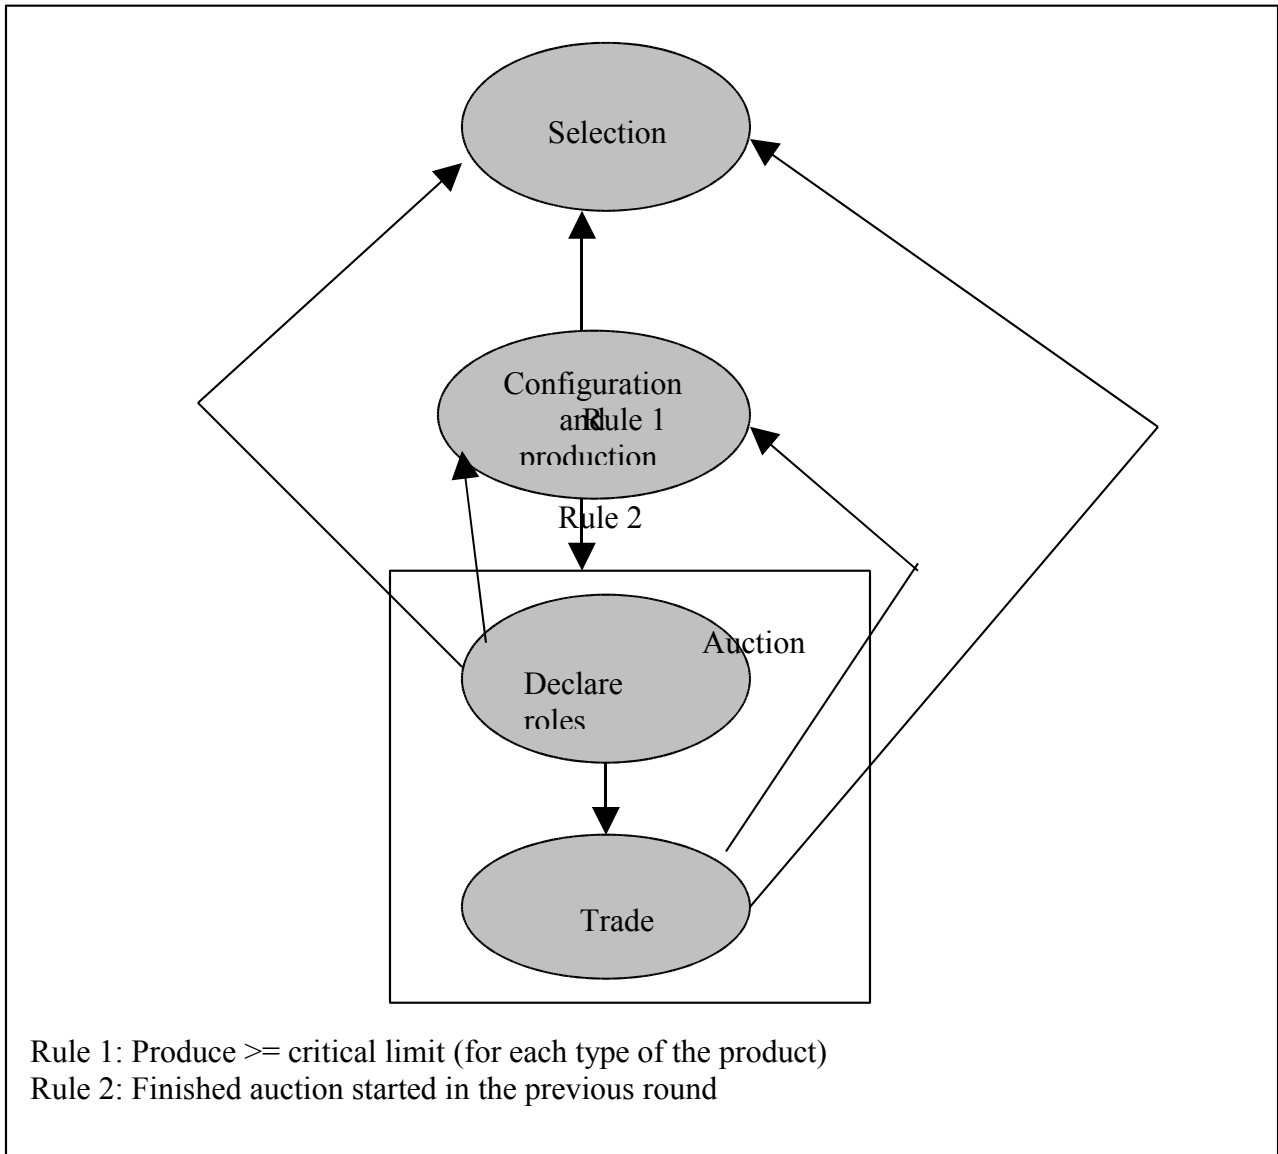 Selection
Configuration
and
Rule 1
production
Rule 2
Auction
Declare
roles
Trade
Rule 1: Produce >= critical limit (for each type of the product)
Rule 2: Finished auction started in the previous round